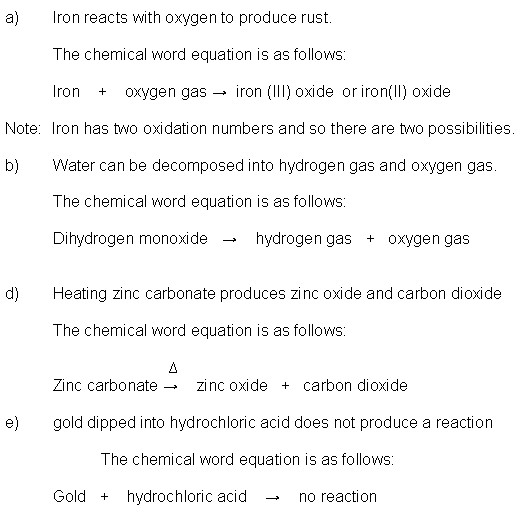 a) Iron reacts with oxygen to produce rust.
The chemical word equation is as follows:
Iron + oxygen gas → iron (III) oxide or iron(II) oxide
Note: Iron has two oxidation numbers and so there are two possibilities.
b) Water can be decomposed into hydrogen gas and oxygen gas.
The chemical word equation is as follows:
Dihydrogen monoxide → hydrogen gas + oxygen gas
d) Heating zinc carbonate produces zinc oxide and carbon dioxide
The chemical word equation is as follows:
Δ
Zinc carbonate → zinc oxide + carbon dioxide
e) gold dipped into hydrochloric acid does not produce a reaction
The chemical word equation is as follows:
Gold + hydrochloric acid → no reaction